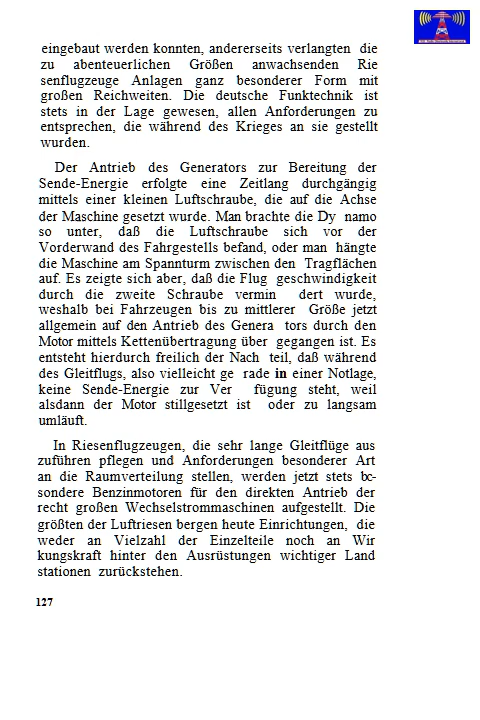 eingebaut werden konnten, andererseits verlangten die
zu abenteuerlichen Größen anwachsenden Rie
senflugzeuge Anlagen ganz besonderer Form mit
großen Reichweiten. Die deutsche Funktechnik ist
stets in der Lage gewesen, allen Anforderungen zu
entsprechen, die während des Krieges an sie gestellt
wurden.
Der Antrieb des Generators zur Bereitung der
Sende-Energie erfolgte eine Zeitlang durchgängig
mittels einer kleinen Luftschraube, die auf die Achse
der Maschine gesetzt wurde. Man brachte die Dy namo
so unter, daß die Luftschraube sich vor der
Vorderwand des Fahrgestells befand, oder man hängte
die Maschine am Spannturm zwischen den Tragflächen
auf. Es zeigte sich aber, daß die Flug geschwindigkeit
durch die zweite Schraube vermin dert wurde,
weshalb bei Fahrzeugen bis zu mittlerer Größe jetzt
allgemein auf den Antrieb des Genera tors durch den
Motor mittels Kettenübertragung über gegangen ist. Es
entsteht hierdurch freilich der Nach teil, daß während
des Gleitflugs, also vielleicht ge rade in einer Notlage,
keine Sende-Energie zur Ver fügung steht, weil
alsdann der Motor stillgesetzt ist oder zu langsam
umläuft.
In Riesenflugzeugen, die sehr lange Gleitflüge aus
zuführen pflegen und Anforderungen besonderer Art
an die Raumverteilung stellen, werden jetzt stets bc-
sondere Benzinmotoren für den direkten Antrieb der
recht großen Wechselstrommaschinen aufgestellt. Die
größten der Luftriesen bergen heute Einrichtungen, die
weder an Vielzahl der Einzelteile noch an Wir
kungskraft hinter den Ausrüstungen wichtiger Land
stationen zurückstehen.
127